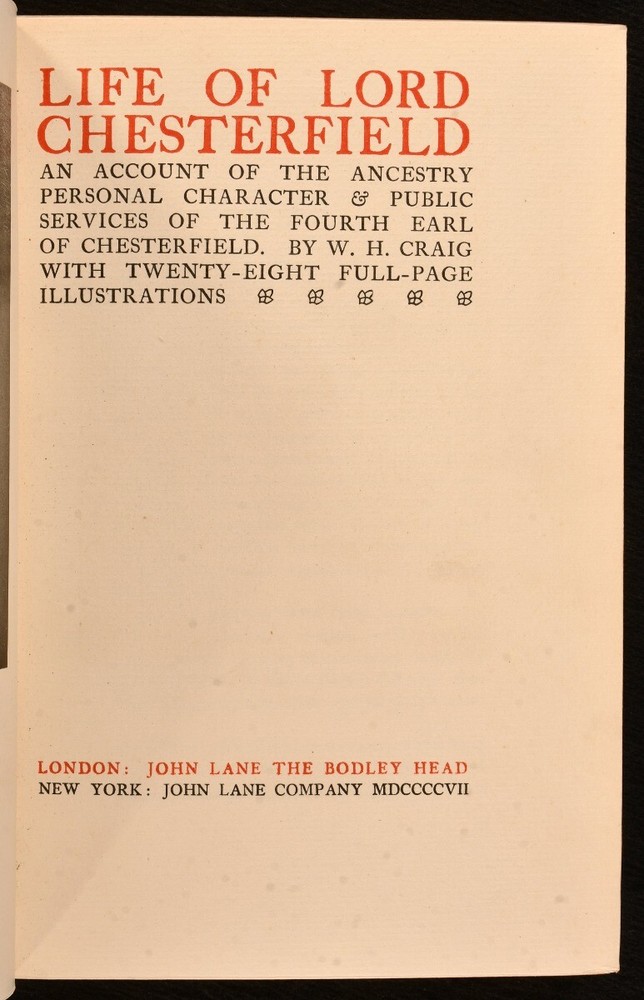 LIFE OF LORD
CHESTERFIELD
AN ACCOUNT OF THE ANCESTRY
PERSONAL CHARACTER & PUBLIC
SERVICES OF THE FOURTH EARL
OF CHESTERFIELD. BY W. H. CRAIG
WITH TWENTY-EIGHT FULL-PAGE
ILLUSTRATIONS
LONDON: JOHN LANE THE BODLEY HEAD
NEW YORK: JOHN LANE COMPANY MDCCCCVII